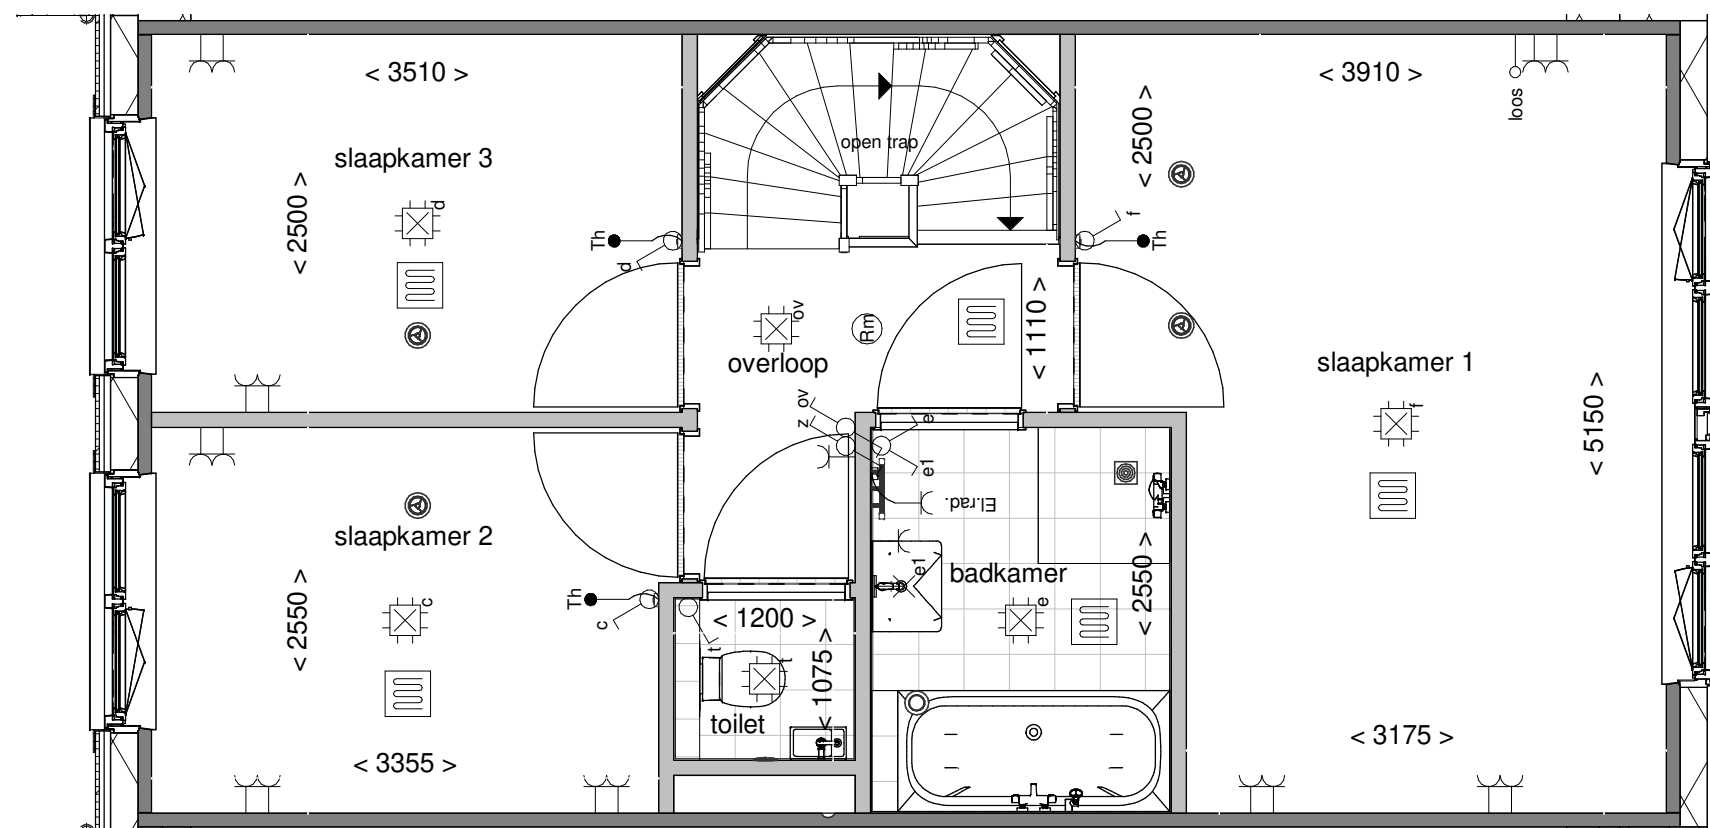 < 3510 >
< 3910 >
loos
open trap
< 2500 >
slaapkamer 3
d
< 2500 >
f
Th
d
Th
ov
Rm
< 1110 >
overloop
slaapkamer 1
ov
z
e
f
< 5150 >
e1
El.rad.
slaapkamer 2
e1
badkamer
< 2550 >
c
e
< 2550 >
Th
c
< 1200 >
t
t
< 1075 >
toilet
< 3355 >
< 3175 >